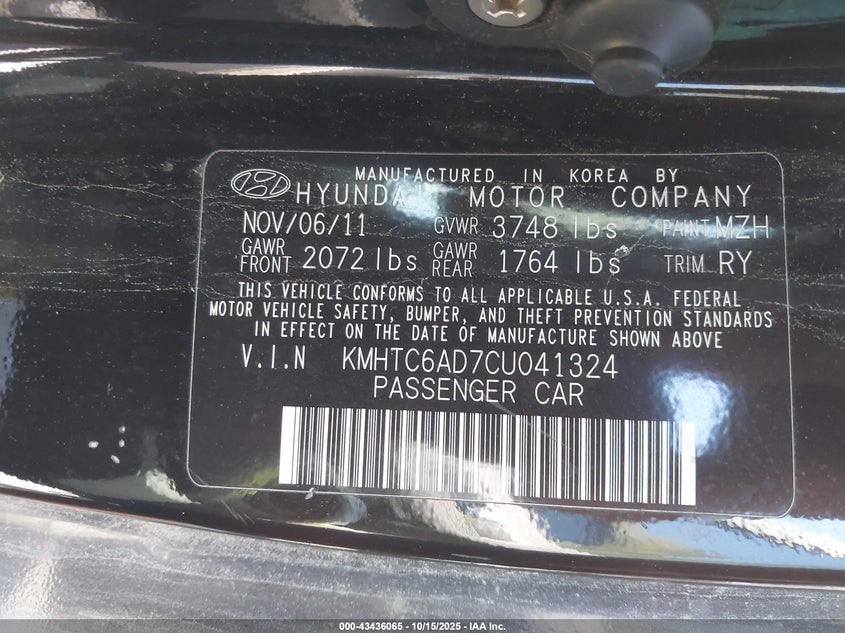 MANUFACTURED IN KOREA BY
HYUNDAI MOTOR COMPANY
NOV/06/11 GVWR 3748 lbs PAINT MZH
GAWR FRONT 2072 lbs GAWR REAR 1764 lbs TRIM RY
THIS VEHICLE CONFORMS TO ALL APPLICABLE U.S.A. FEDERAL
MOTOR VEHICLE SAFETY, BUMPER, AND THEFT PREVENTION STANDARDS
IN EFFECT ON THE DATE OF MANUFACTURE SHOWN ABOVE
V.I.N KMHTC6AD7CU041324
PASSENGER CAR
000-43436065 - 10/15/2025 - IAA Inc.